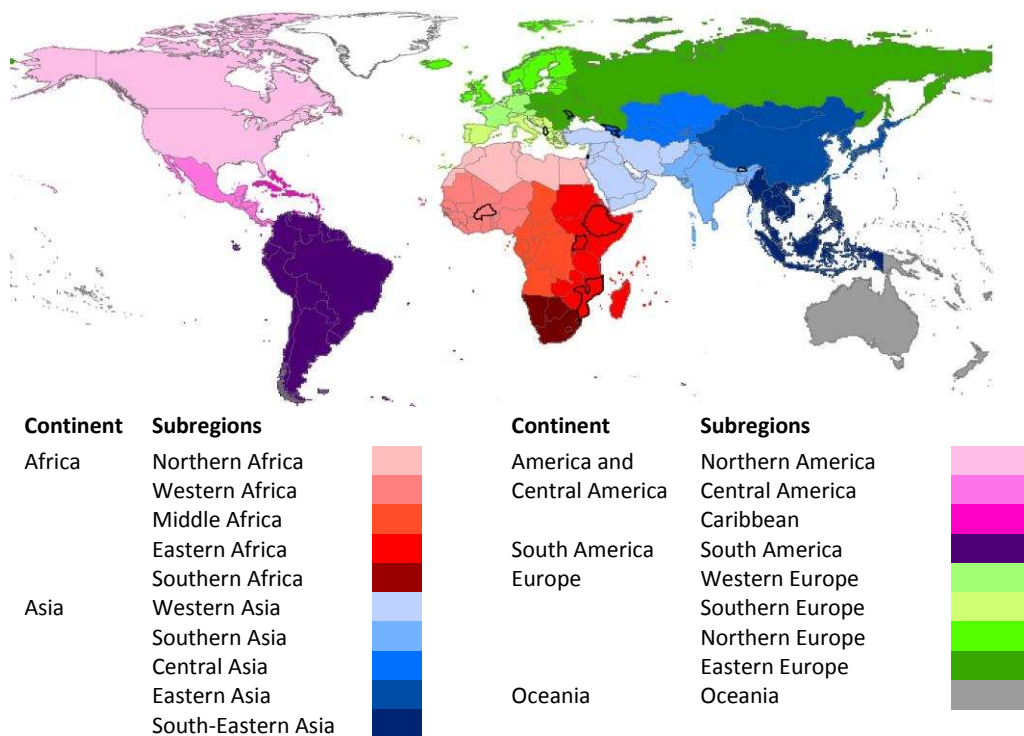 Continent Subregions Continent Subregions
Africa Northern Africa America and Northern America
Western Africa Central America Central America
Middle Africa Caribbean
Eastern Africa South America South America
Southern Africa Europe Western Europe
Asia Western Asia Southern Europe
Southern Asia Northern Europe
Central Asia Eastern Europe
Eastern Asia Oceania Oceania
South-Eastern Asia